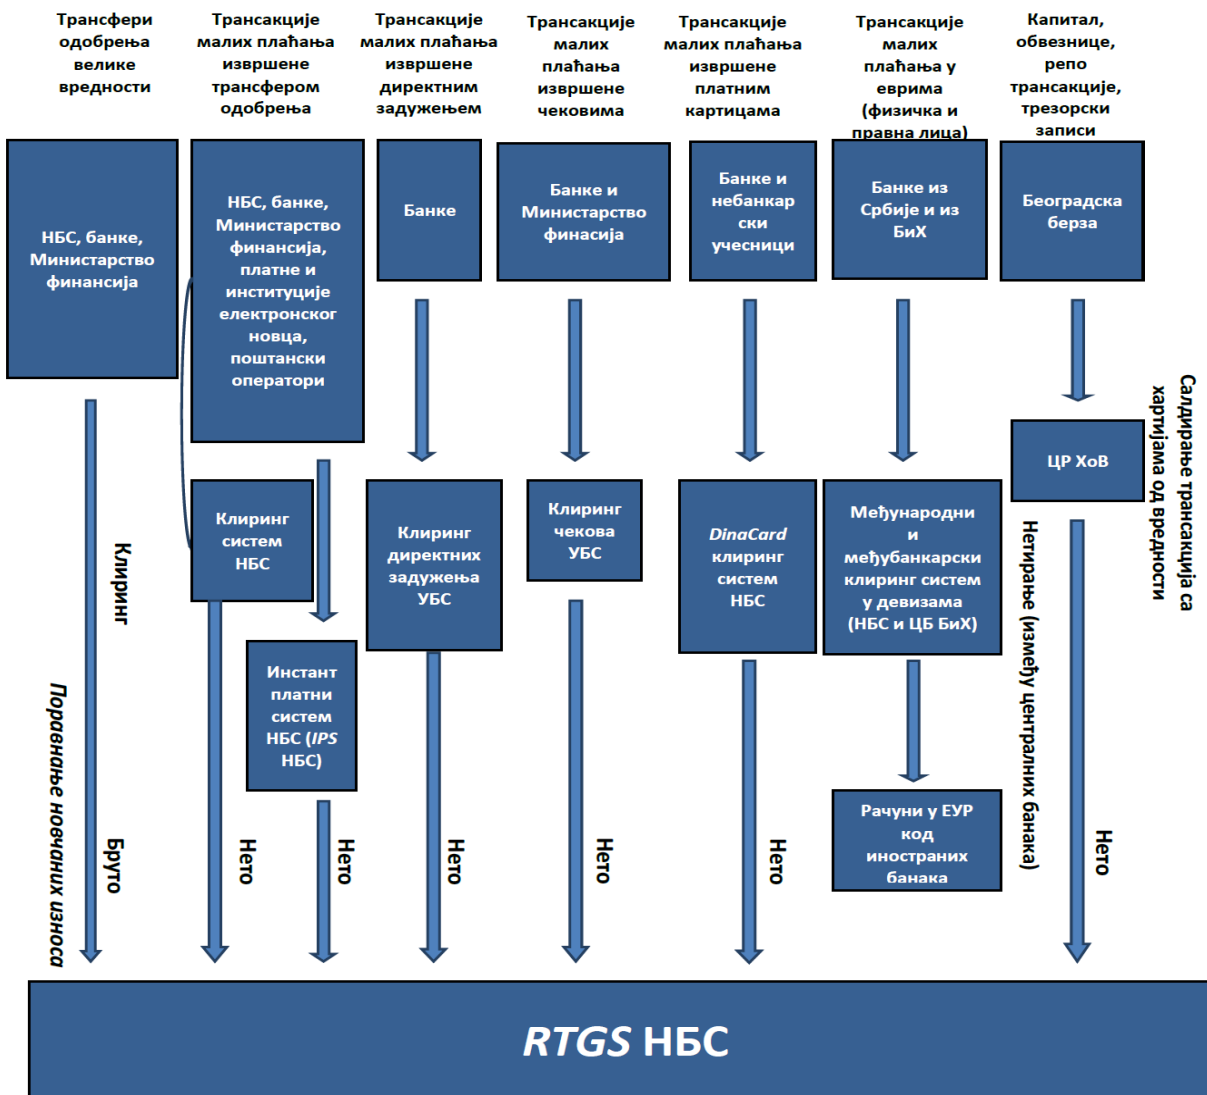 Трансфери
одобрења
велике
вредности
Трансакције
малих плаћања
извршене
трансфером
одобрења
Трансакције
малих плаћања
извршене
директним
задужењем
Трансакције
малих
плаћања
извршене
чековима
Трансакције
малих плаћања
извршене
платним
картицама
Трансакције
малих
плаћања у
еврима
(физичка и
правна лица)
Капитал,
обвезнице,
репо
трансакције,
трезорски
записи
НБС, банке,
Министарство
финансија
НБС, банке,
Министарство
финансија,
платне и
институције
електронског
новца,
поштански
оператори
Банке
Банке и
Министарство
финасија
Банке и
небанкар
ски
учесници
Банке из
Србије и из
БиХ
Београдска
берза
ЦР ХоВ
Салдирање трансакција са
хартијама од вредности
Клиринг
Клиринг
систем
НБС
Клиринг
директних
задужења
УБС
Клиринг
чекова
УБС
DinaCard
клиринг
систем
НБС
Међународни
и
међубанкарски
клиринг систем
у девизама
(НБС и ЦБ БиХ)
Нетирање (између централних банака)
Инстант
платни
систем
НБС (IPS
НБС)
Рачуни у ЕУР
код
иностраних
банака
Поравнање новчаних износа
Бруто
Нето
Нето
Нето
Нето
Нето
Нето
RTGS НБС